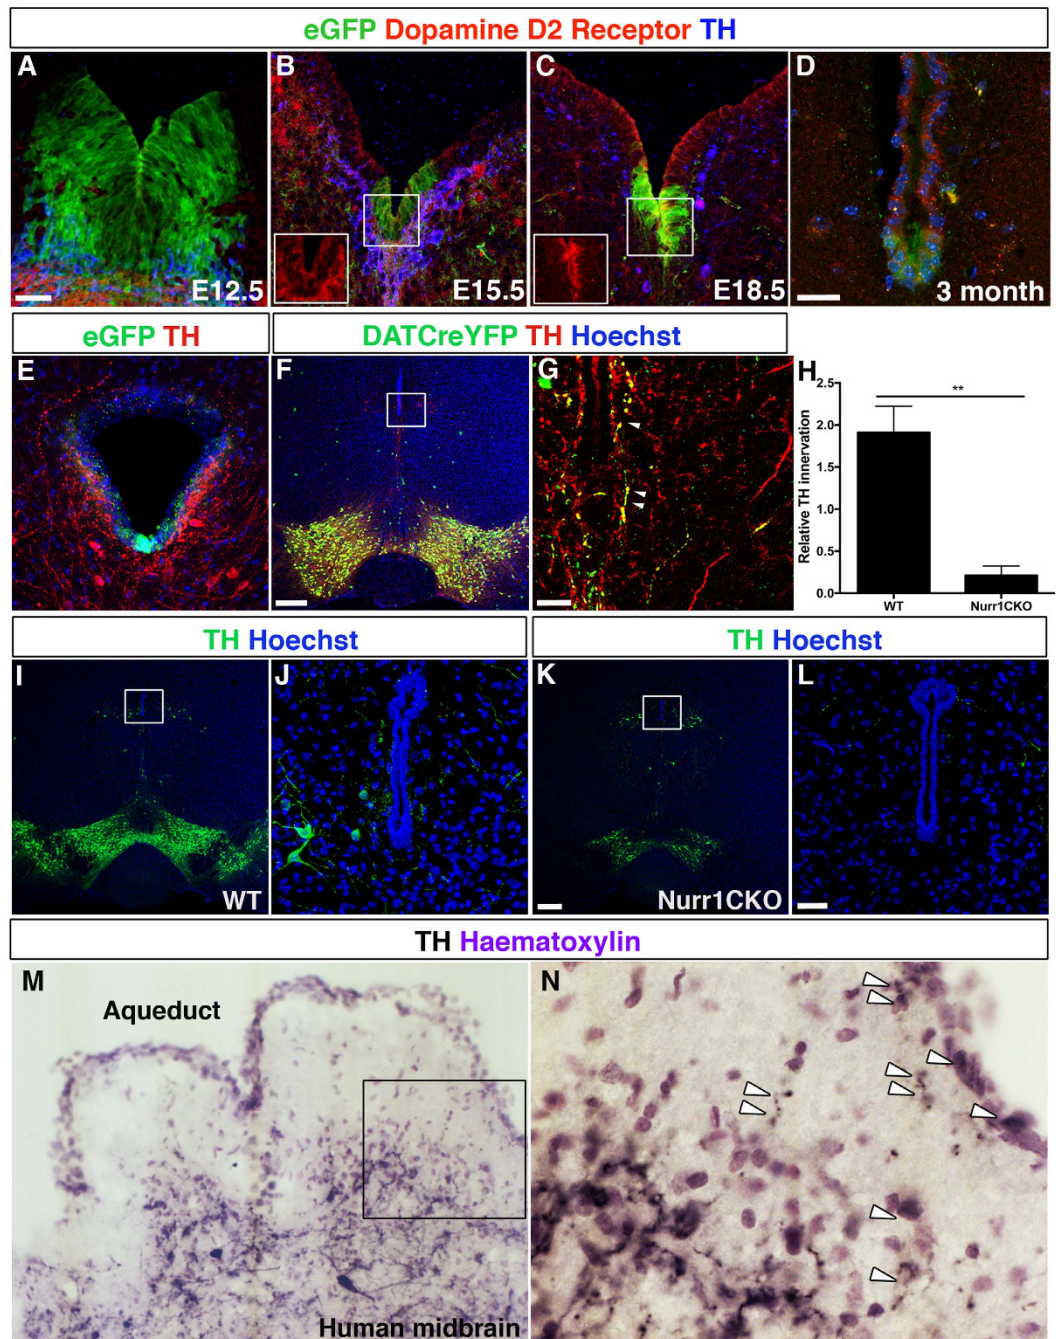 eGFP Dopamine D2 Receptor TH
A
B
C
D
E12.5
E15.5
E18.5
3 month
eGFP TH
DATCreYFP TH Hoechst
E
F
G
H
**
Relative TH innervation
2.5
2.0
1.5
1.0
0.5
0.0
WT
Nurr1CKO
TH Hoechst
TH Hoechst
I
J
K
L
WT
Nurr1CKO
TH Haematoxylin
M
N
Aqueduct
Human midbrain